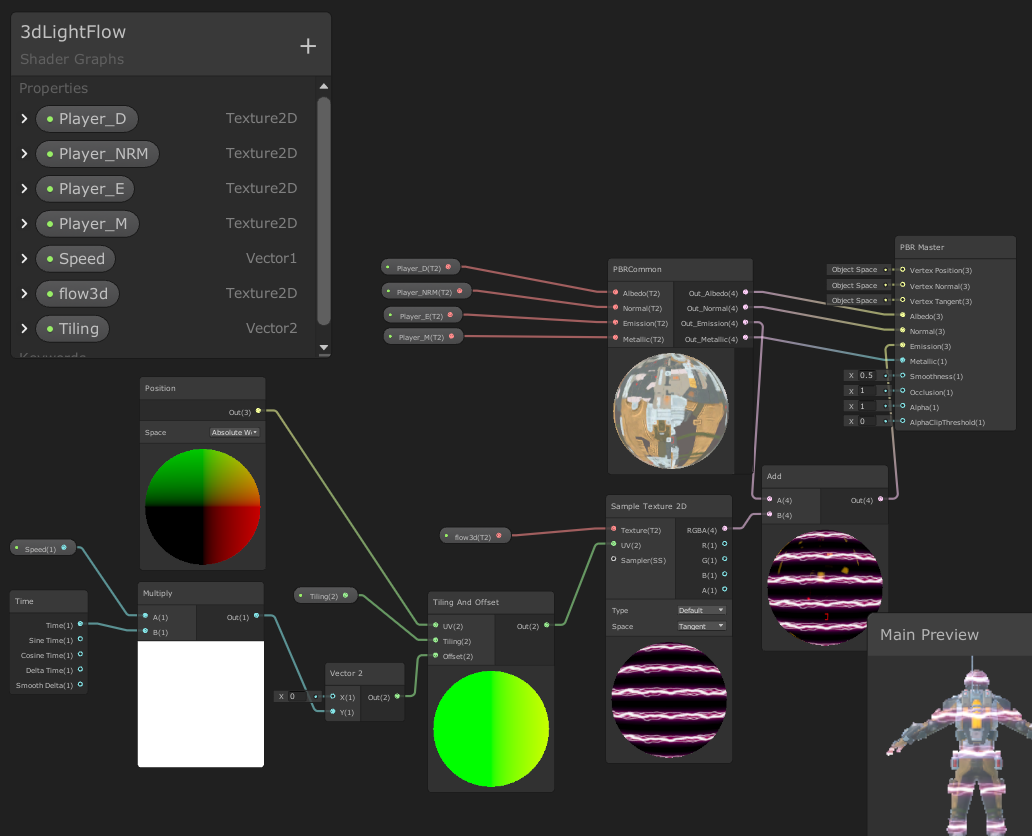 3dLightFlow
+
Shader Graphs
Properties
Player_D Texture2D
Player_NRM Texture2D
Player_E Texture2D
Player_M Texture2D
Speed Vector1
flow3d Texture2D
Tiling Vector2
Keywords
Player_D(T2)
Player_NRM(T2)
Player_E(T2)
Player_M(T2)
PBRCommon
Albedo(T2) Out_Albedo(4)
Normal(T2) Out_Normal(4)
Emission(T2) Out_Emission(4)
Metallic(T2) Out_Metallic(4)
PBR Master
Object Space Vertex Position(3)
Object Space Vertex Normal(3)
Object Space Vertex Tangent(3)
Albedo(3)
Normal(3)
Emission(3)
Metallic(1)
X 0.5 Smoothness(1)
X 1 Occlusion(1)
X 1 Alpha(1)
X 0 AlphaClipThreshold(1)
Position
Out(3)
Space Absolute W
Speed(1)
Time
Time(1)
Sine Time(1)
Cosine Time(1)
Delta Time(1)
Smooth Delta(1)
Multiply
A(1) Out(1)
B(1)
Tiling(2)
Vector 2
X 0 X(1) Out(2)
Y(1)
Tiling And Offset
UV(2) Out(2)
Tiling(2)
Offset(2)
flow3d(T2)
Sample Texture 2D
Texture(T2) RGBA(4)
UV(2) R(1)
Sampler(SS) G(1)
B(1)
A(1)
Type Default
Space Tangent
Add
A(4) Out(4)
B(4)
Main Preview